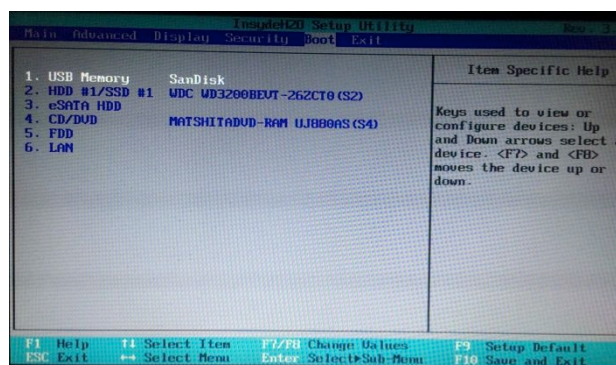 InsydeH2O Setup Utility Rev. 3.
Main Advanced Display Security Boot Exit
1. USB Memory SanDisk
2. HDD #1/SSD #1 WDC WD3200BEVT-26ZCT0(S2)
3. eSATA HDD
4. CD/DVD MATSHITADVD-RAM UJ880AS(S4)
5. FDD
6. LAN
Item Specific Help
Keys used to view or
configure devices: Up
and Down arrows select a
device. <F7> and <F8>
moves the device up or
down.
F1 Help ↑↓ Select Item F7/F8 Change Values F9 Setup Default
ESC Exit ↔ Select Menu Enter Select▶Sub-Menu F10 Save and Exit